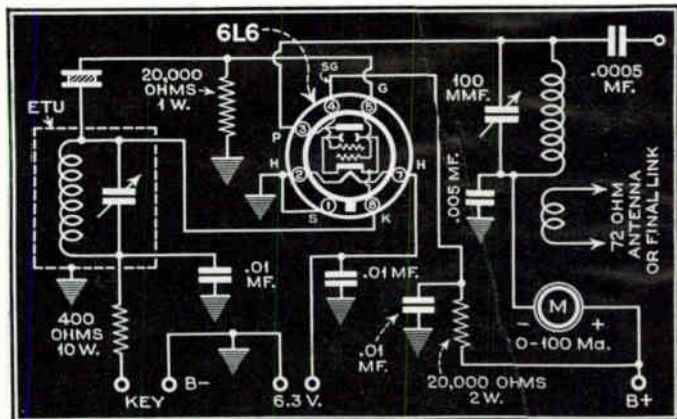 6L6
20,000
OHMS
1 W.
ETU
SG
G
P
3
4
5
H
2
7
H
1
8
S
K
100
MMF.
.0005
MF.
.005 MF.
72 OHM
ANTENNA
OR FINAL LINK
.01
MF.
.01 MF.
400
OHMS
10 W.
.01
MF.
20,000 OHMS
2 W.
- M +
0-100 Ma.
KEY
B-
6.3 V.
B+